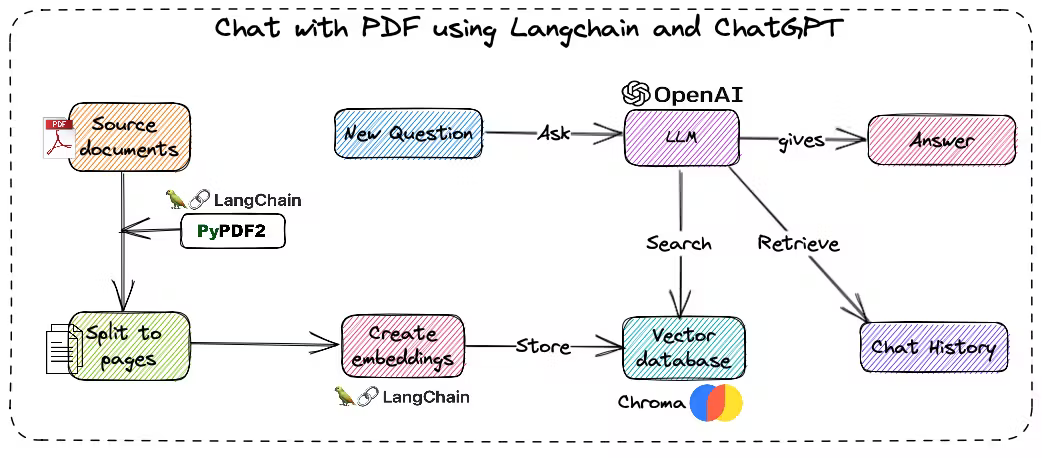 Chat with PDF using Langchain and ChatGPT
OpenAI
PDF
Source
documents
New Question
Ask
LLM
gives
Answer
LangChain
PyPDF2
Search
Retrieve
Split to
pages
Create
embeddings
Store
Vector
database
Chat History
LangChain
Chroma